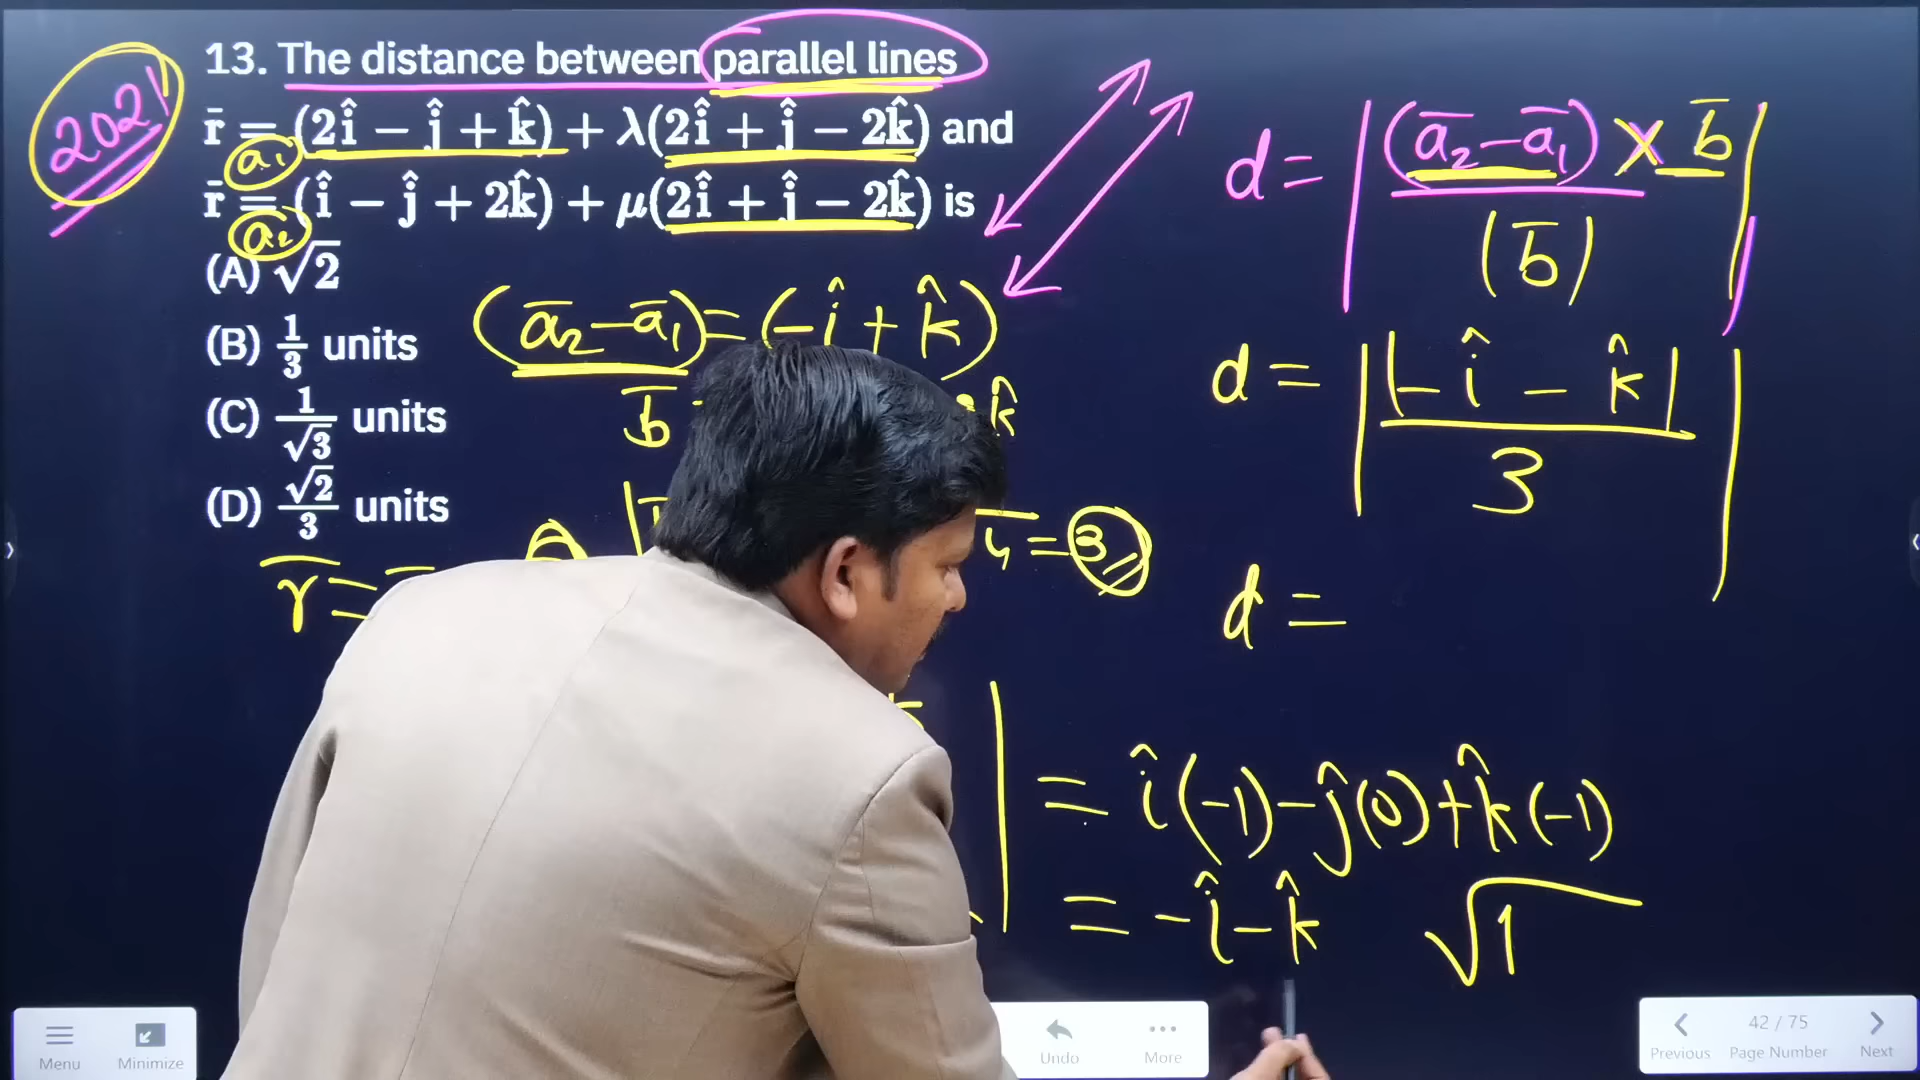 2021
13. The distance between parallel lines
r̄ = (2î − ĵ + k̂) + λ(2î + ĵ − 2k̂) and
a₁
r̄ = (î − ĵ + 2k̂) + μ(2î + ĵ − 2k̂) is
a₂
(A) √2
(B) 1/3 units
(C) 1/√3 units
(D) √2/3 units
(ā₂ − ā₁) = (−î + k̂)
b̄
k̂
4 = 3
r̄ =
d = |(ā₂ − ā₁) × b̄ / |b̄||
d = ||−î − k̂| / 3|
d =
= î(−1) − ĵ(0) + k̂(−1)
= −î − k̂
√1
Menu
Minimize
Undo
More
Previous
42 / 75
Page Number
Next